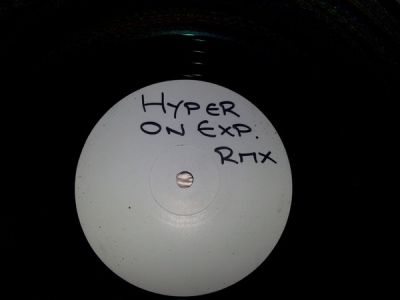 HYPER
ON EXP.
RMX